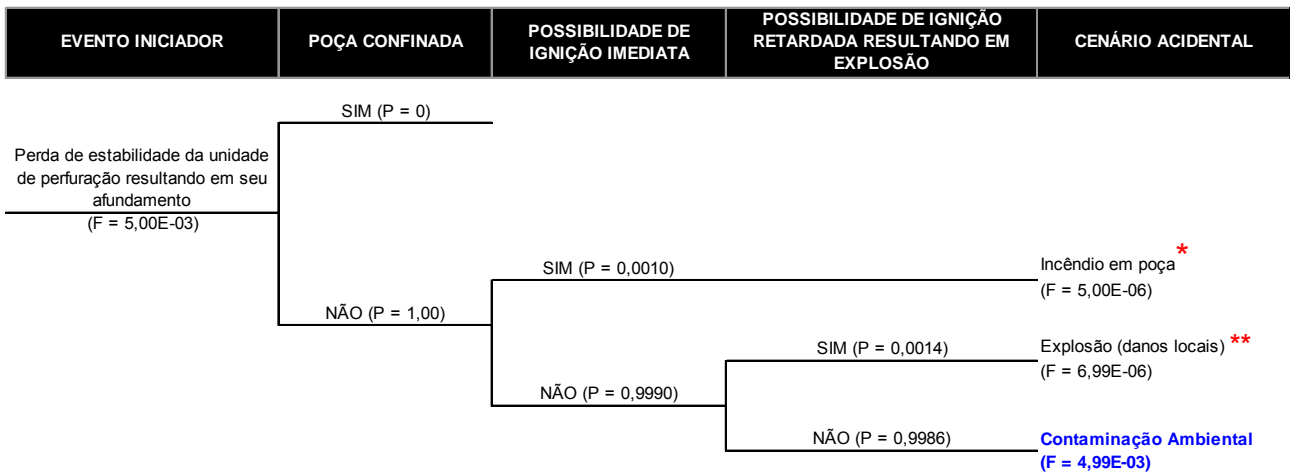 EVENTO INICIADOR
POÇA CONFINADA
POSSIBILIDADE DE
IGNIÇÃO IMEDIATA
POSSIBILIDADE DE IGNIÇÃO
RETARDADA RESULTANDO EM
EXPLOSÃO
CENÁRIO ACIDENTAL
SIM (P = 0)
Perda de estabilidade da unidade
de perfuração resultando em seu
afundamento
(F = 5,00E-03)
SIM (P = 0,0010)
Incêndio em poça *
(F = 5,00E-06)
NÃO (P = 1,00)
SIM (P = 0,0014)
Explosão (danos locais) **
(F = 6,99E-06)
NÃO (P = 0,9990)
NÃO (P = 0,9986)
Contaminação Ambiental
(F = 4,99E-03)